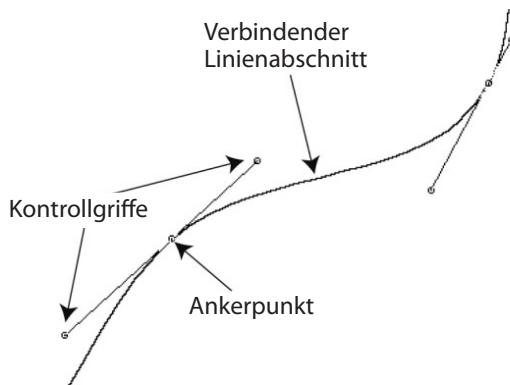 Verbindender
Linienabschnitt
Kontrollgriffe
Ankerpunkt